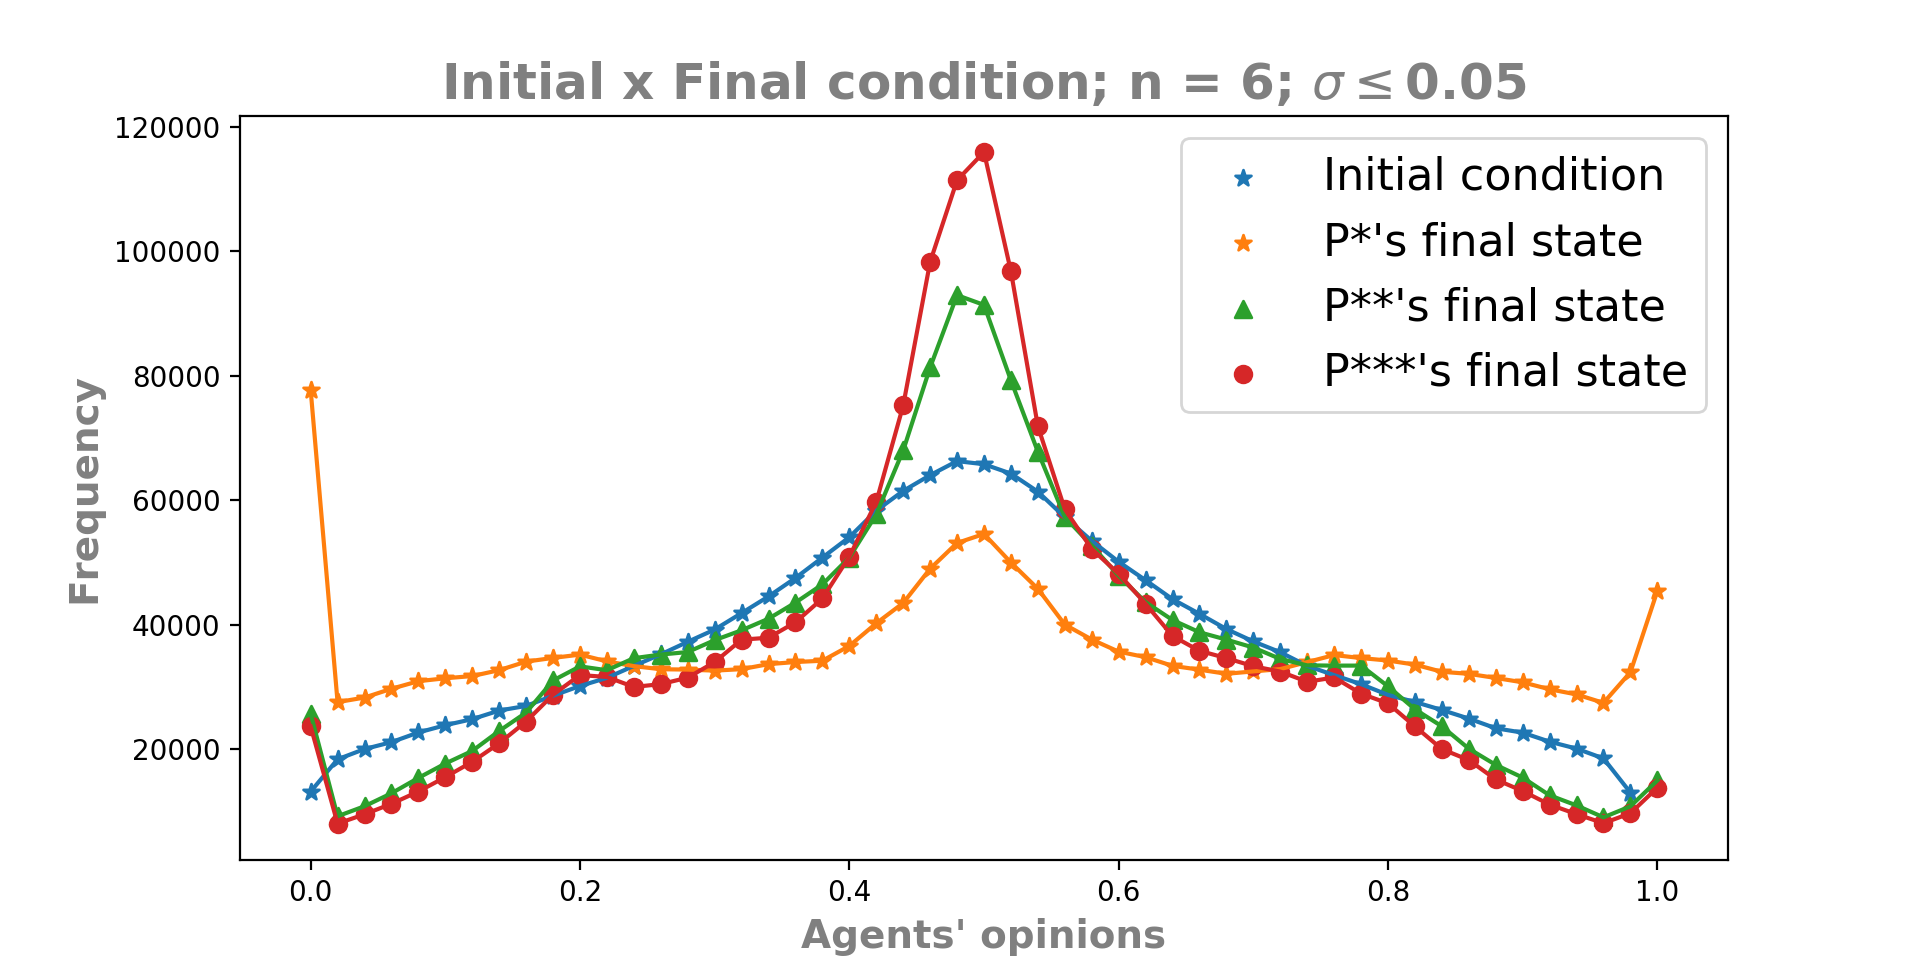 Initial x Final condition; n = 6; σ ≤ 0.05
120000
100000
80000
60000
40000
20000
Frequency
Initial condition
P*'s final state
P**'s final state
P***'s final state
0.0 0.2 0.4 0.6 0.8 1.0
Agents' opinions